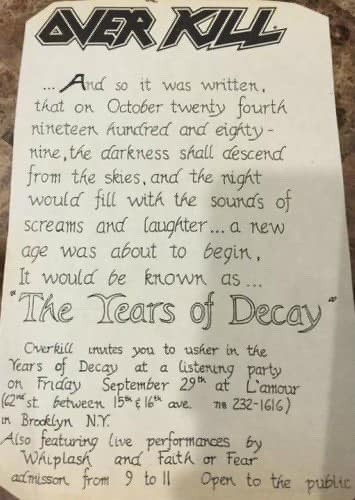 OVER KILL
... And so it was written,
that on October twenty fourth
nineteen hundred and eighty-
nine, the darkness shall descend
from the skies, and the night
would fill with the sounds of
screams and laughter... a new
age was about to begin.
It would be known as...
"The Years of Decay"
Overkill invites you to usher in the
Years of Decay at a listening party
on Friday September 29th at L'amour
(62nd st. between 15th & 16th ave. 718 232-1616)
in Brooklyn N.Y.
Also featuring live performances by
Whiplash and Faith or Fear
admisson from 9 to 11 Open to the public